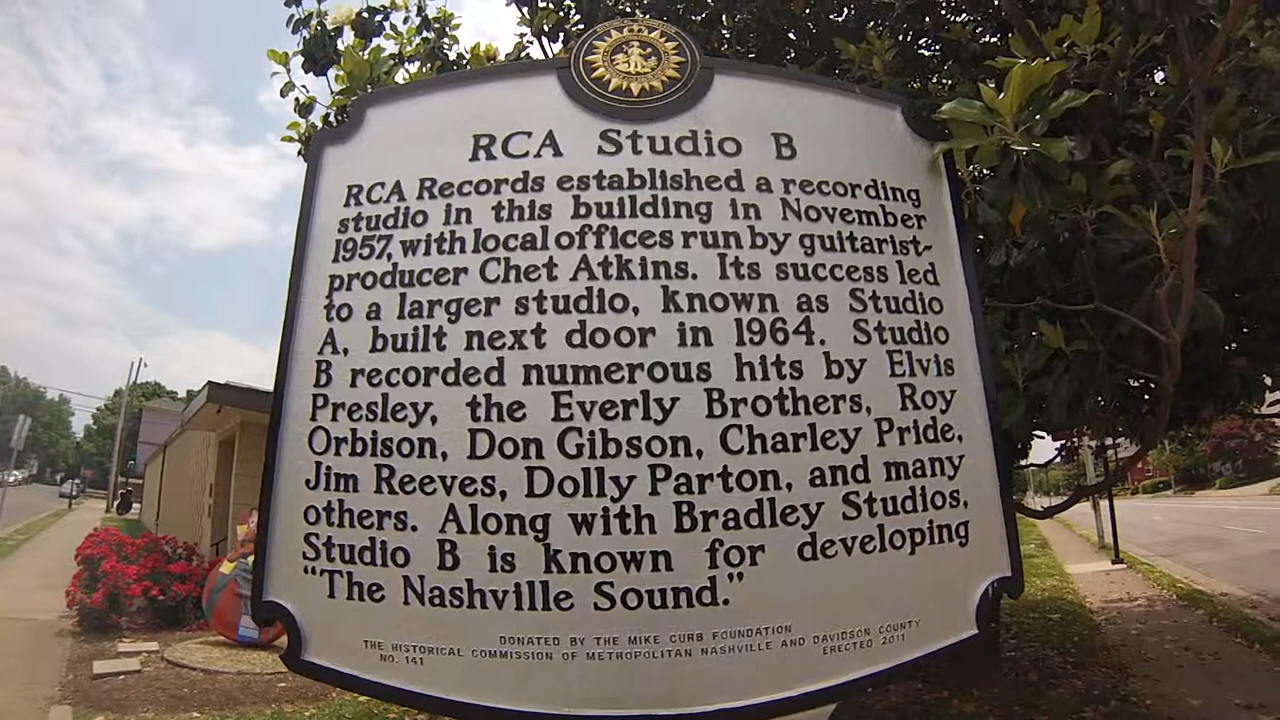 RCA Studio B
RCA Records established a recording
studio in this building in November
1957, with local offices run by guitarist-
producer Chet Atkins. Its success led
to a larger studio, known as Studio
A, built next door in 1964. Studio
B recorded numerous hits by Elvis
Presley, the Everly Brothers, Roy
Orbison, Don Gibson, Charley Pride,
Jim Reeves, Dolly Parton, and many
others. Along with Bradley Studios,
Studio B is known for developing
“The Nashville Sound.”
DONATED BY THE MIKE CURB FOUNDATION
THE HISTORICAL COMMISSION OF METROPOLITAN NASHVILLE AND DAVIDSON COUNTY
NO. 141 ERECTED 2011